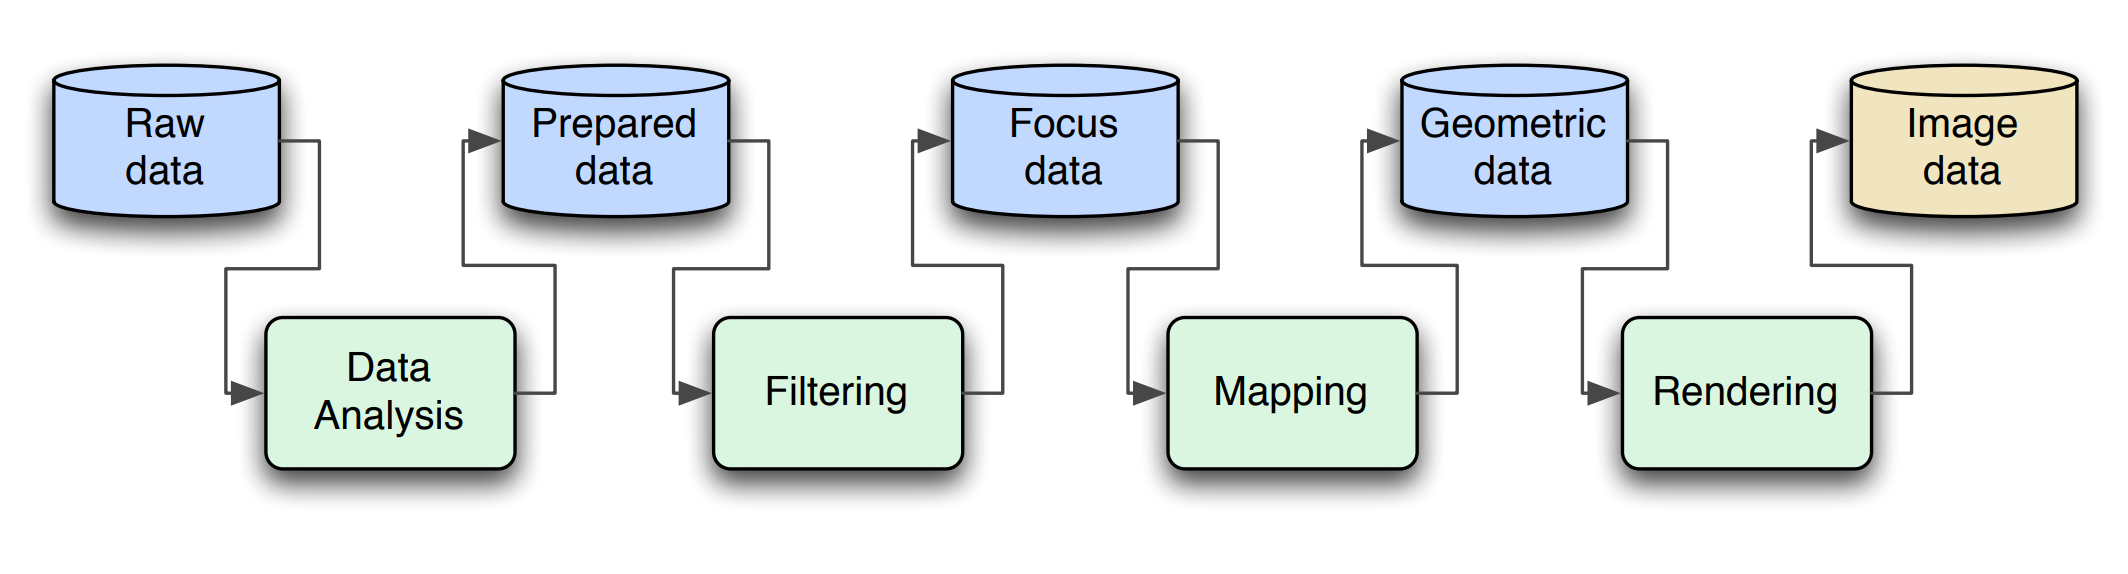 Raw
data
Prepared
data
Focus
data
Geometric
data
Image
data
Data
Analysis
Filtering
Mapping
Rendering